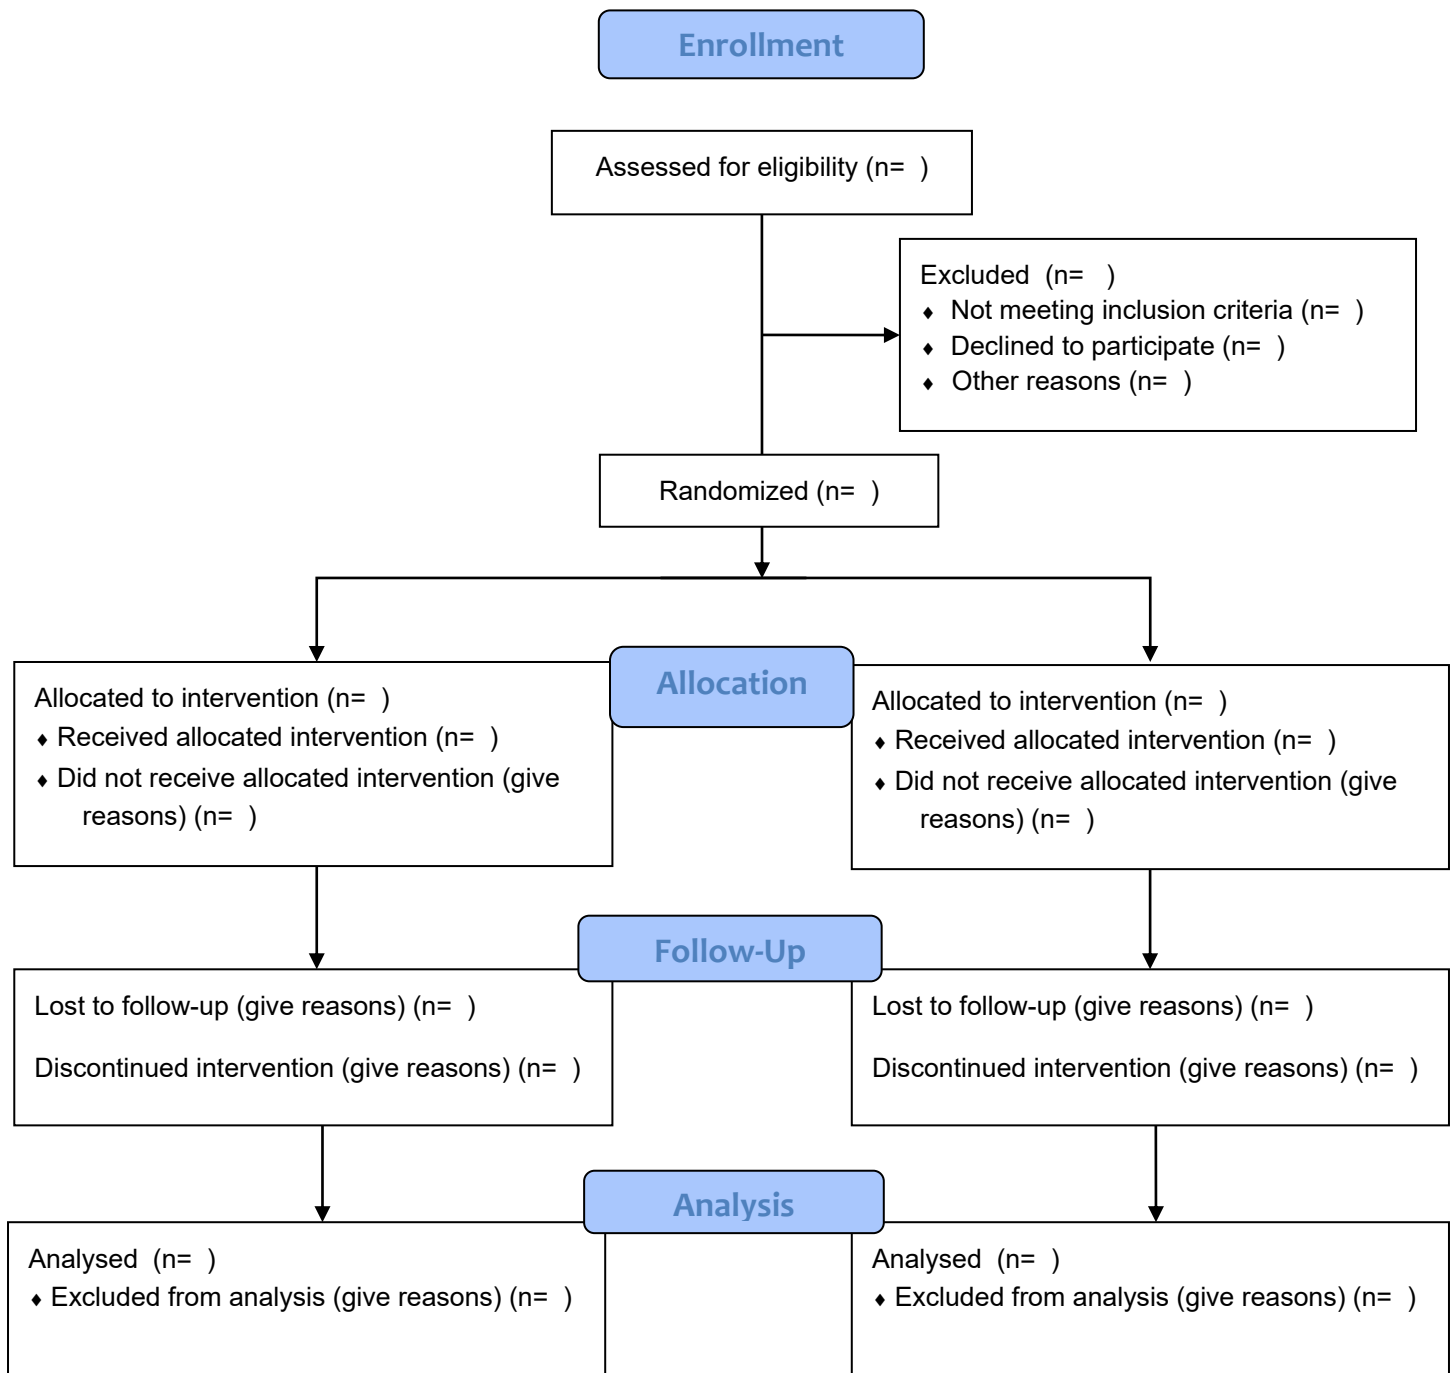 Enrollment
Assessed for eligibility (n=  )
Excluded  (n=   )
♦ Not meeting inclusion criteria (n=  )
♦ Declined to participate (n=  )
♦ Other reasons (n=  )
Randomized (n=  )
Allocation
Allocated to intervention (n=  )
♦ Received allocated intervention (n=  )
♦ Did not receive allocated intervention (give
reasons) (n=  )
Allocated to intervention (n=  )
♦ Received allocated intervention (n=  )
♦ Did not receive allocated intervention (give
reasons) (n=  )
Follow-Up
Lost to follow-up (give reasons) (n=  )
Discontinued intervention (give reasons) (n=  )
Lost to follow-up (give reasons) (n=  )
Discontinued intervention (give reasons) (n=  )
Analysis
Analysed  (n=  )
♦ Excluded from analysis (give reasons) (n=  )
Analysed  (n=  )
♦ Excluded from analysis (give reasons) (n=  )